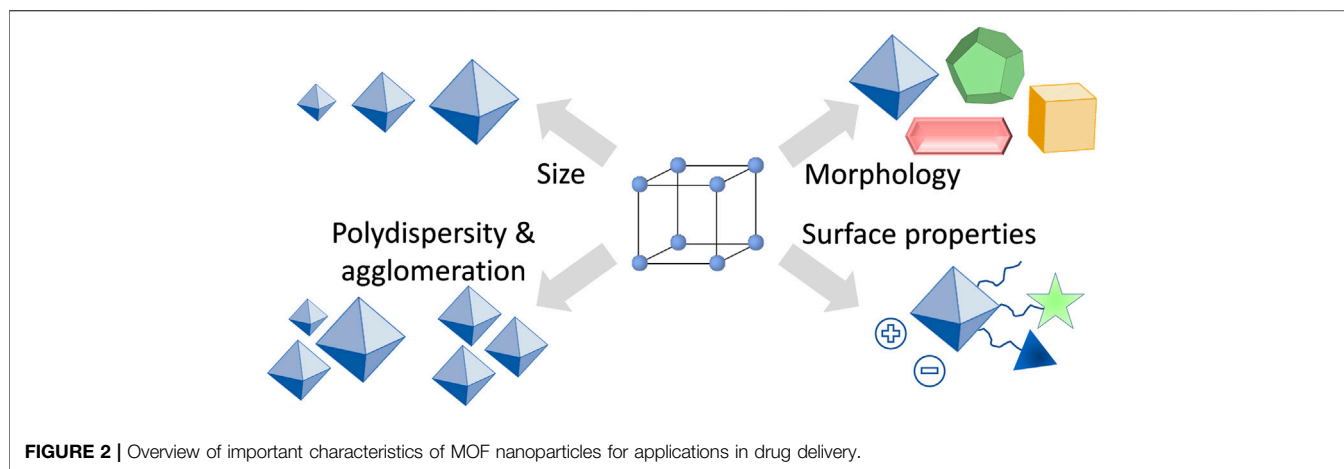 Size
Morphology
Polydispersity &
agglomeration
Surface properties
FIGURE 2 | Overview of important characteristics of MOF nanoparticles for applications in drug delivery.